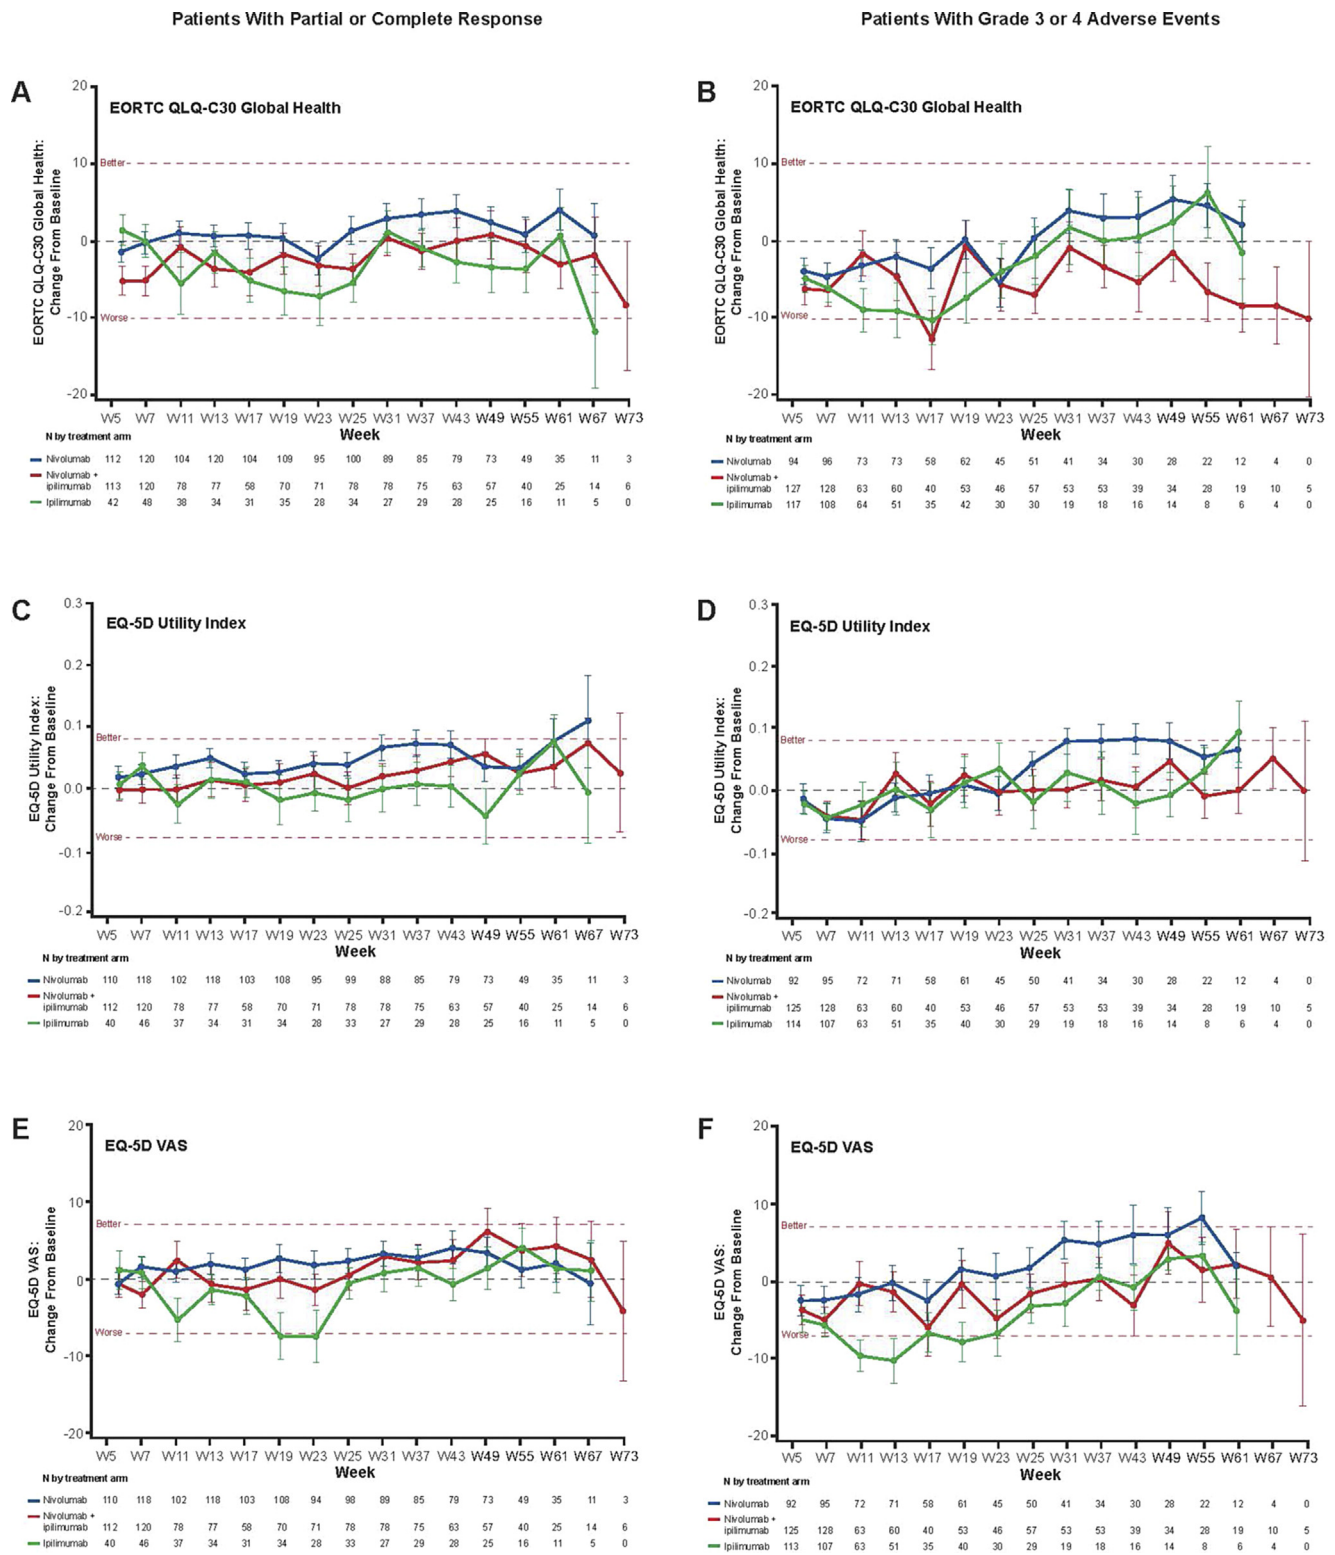 Patients With Partial or Complete Response
Patients With Grade 3 or 4 Adverse Events
A
EORTC QLQ-C30 Global Health
EORTC QLQ-C30 Global Health:
Change From Baseline
20
10
0
-10
-20
Better
Worse
W5 W7 W11 W13 W17 W19 W23 W25 W31 W37 W43 W49 W55 W61 W67 W73
Week
N by treatment arm
Nivolumab 112 120 104 120 104 109 95 100 89 85 79 73 49 35 11 3
Nivolumab +
ipilimumab 113 120 78 77 58 70 71 78 78 75 63 57 40 25 14 6
Ipilimumab 42 48 38 34 31 35 28 34 27 29 28 25 16 11 5 0
B
EORTC QLQ-C30 Global Health
EORTC QLQ-C30 Global Health:
Change From Baseline
20
10
0
-10
-20
Better
Worse
W5 W7 W11 W13 W17 W19 W23 W25 W31 W37 W43 W49 W55 W61 W67 W73
Week
N by treatment arm
Nivolumab 94 96 73 73 58 62 45 51 41 34 30 28 22 12 4 0
Nivolumab +
ipilimumab 127 128 63 60 40 53 46 57 53 53 39 34 28 19 10 5
Ipilimumab 117 108 64 51 35 42 30 30 19 18 16 14 8 6 4 0
C
EQ-5D Utility Index
EQ-5D Utility Index:
Change From Baseline
0.3
0.2
0.1
0.0
-0.1
-0.2
Better
Worse
W5 W7 W11 W13 W17 W19 W23 W25 W31 W37 W43 W49 W55 W61 W67 W73
Week
N by treatment arm
Nivolumab 110 118 102 118 103 108 95 99 88 85 79 73 49 35 11 3
Nivolumab +
ipilimumab 112 120 78 77 58 70 71 78 78 75 63 57 40 25 14 6
Ipilimumab 40 46 37 34 31 34 28 33 27 29 28 25 16 11 5 0
D
EQ-5D Utility Index
EQ-5D Utility Index:
Change From Baseline
0.3
0.2
0.1
0.0
-0.1
-0.2
Better
Worse
W5 W7 W11 W13 W17 W19 W23 W25 W31 W37 W43 W49 W55 W61 W67 W73
Week
N by treatment arm
Nivolumab 92 95 72 71 58 61 45 50 41 34 30 28 22 12 4 0
Nivolumab +
ipilimumab 125 128 63 60 40 53 46 57 53 53 39 34 28 19 10 5
Ipilimumab 114 107 63 51 35 40 30 29 19 18 16 14 8 6 4 0
E
EQ-5D VAS
EQ-5D VAS:
Change From Baseline
20
10
0
-10
-20
Better
Worse
W5 W7 W11 W13 W17 W19 W23 W25 W31 W37 W43 W49 W55 W61 W67 W73
Week
N by treatment arm
Nivolumab 110 118 102 118 103 108 94 98 89 85 79 73 49 35 11 3
Nivolumab +
ipilimumab 112 120 78 77 58 70 71 78 78 75 63 57 40 25 14 6
Ipilimumab 40 46 37 34 31 34 28 33 27 29 28 25 16 11 5 0
F
EQ-5D VAS
EQ-5D VAS:
Change From Baseline
20
10
0
-10
-20
Better
Worse
W5 W7 W11 W13 W17 W19 W23 W25 W31 W37 W43 W49 W55 W61 W67 W73
Week
N by treatment arm
Nivolumab 92 95 72 71 58 61 45 50 41 34 30 28 22 12 4 0
Nivolumab +
ipilimumab 125 128 63 60 40 53 46 57 53 53 39 34 28 19 10 5
Ipilimumab 113 107 63 51 35 40 30 29 19 18 16 14 8 6 4 0